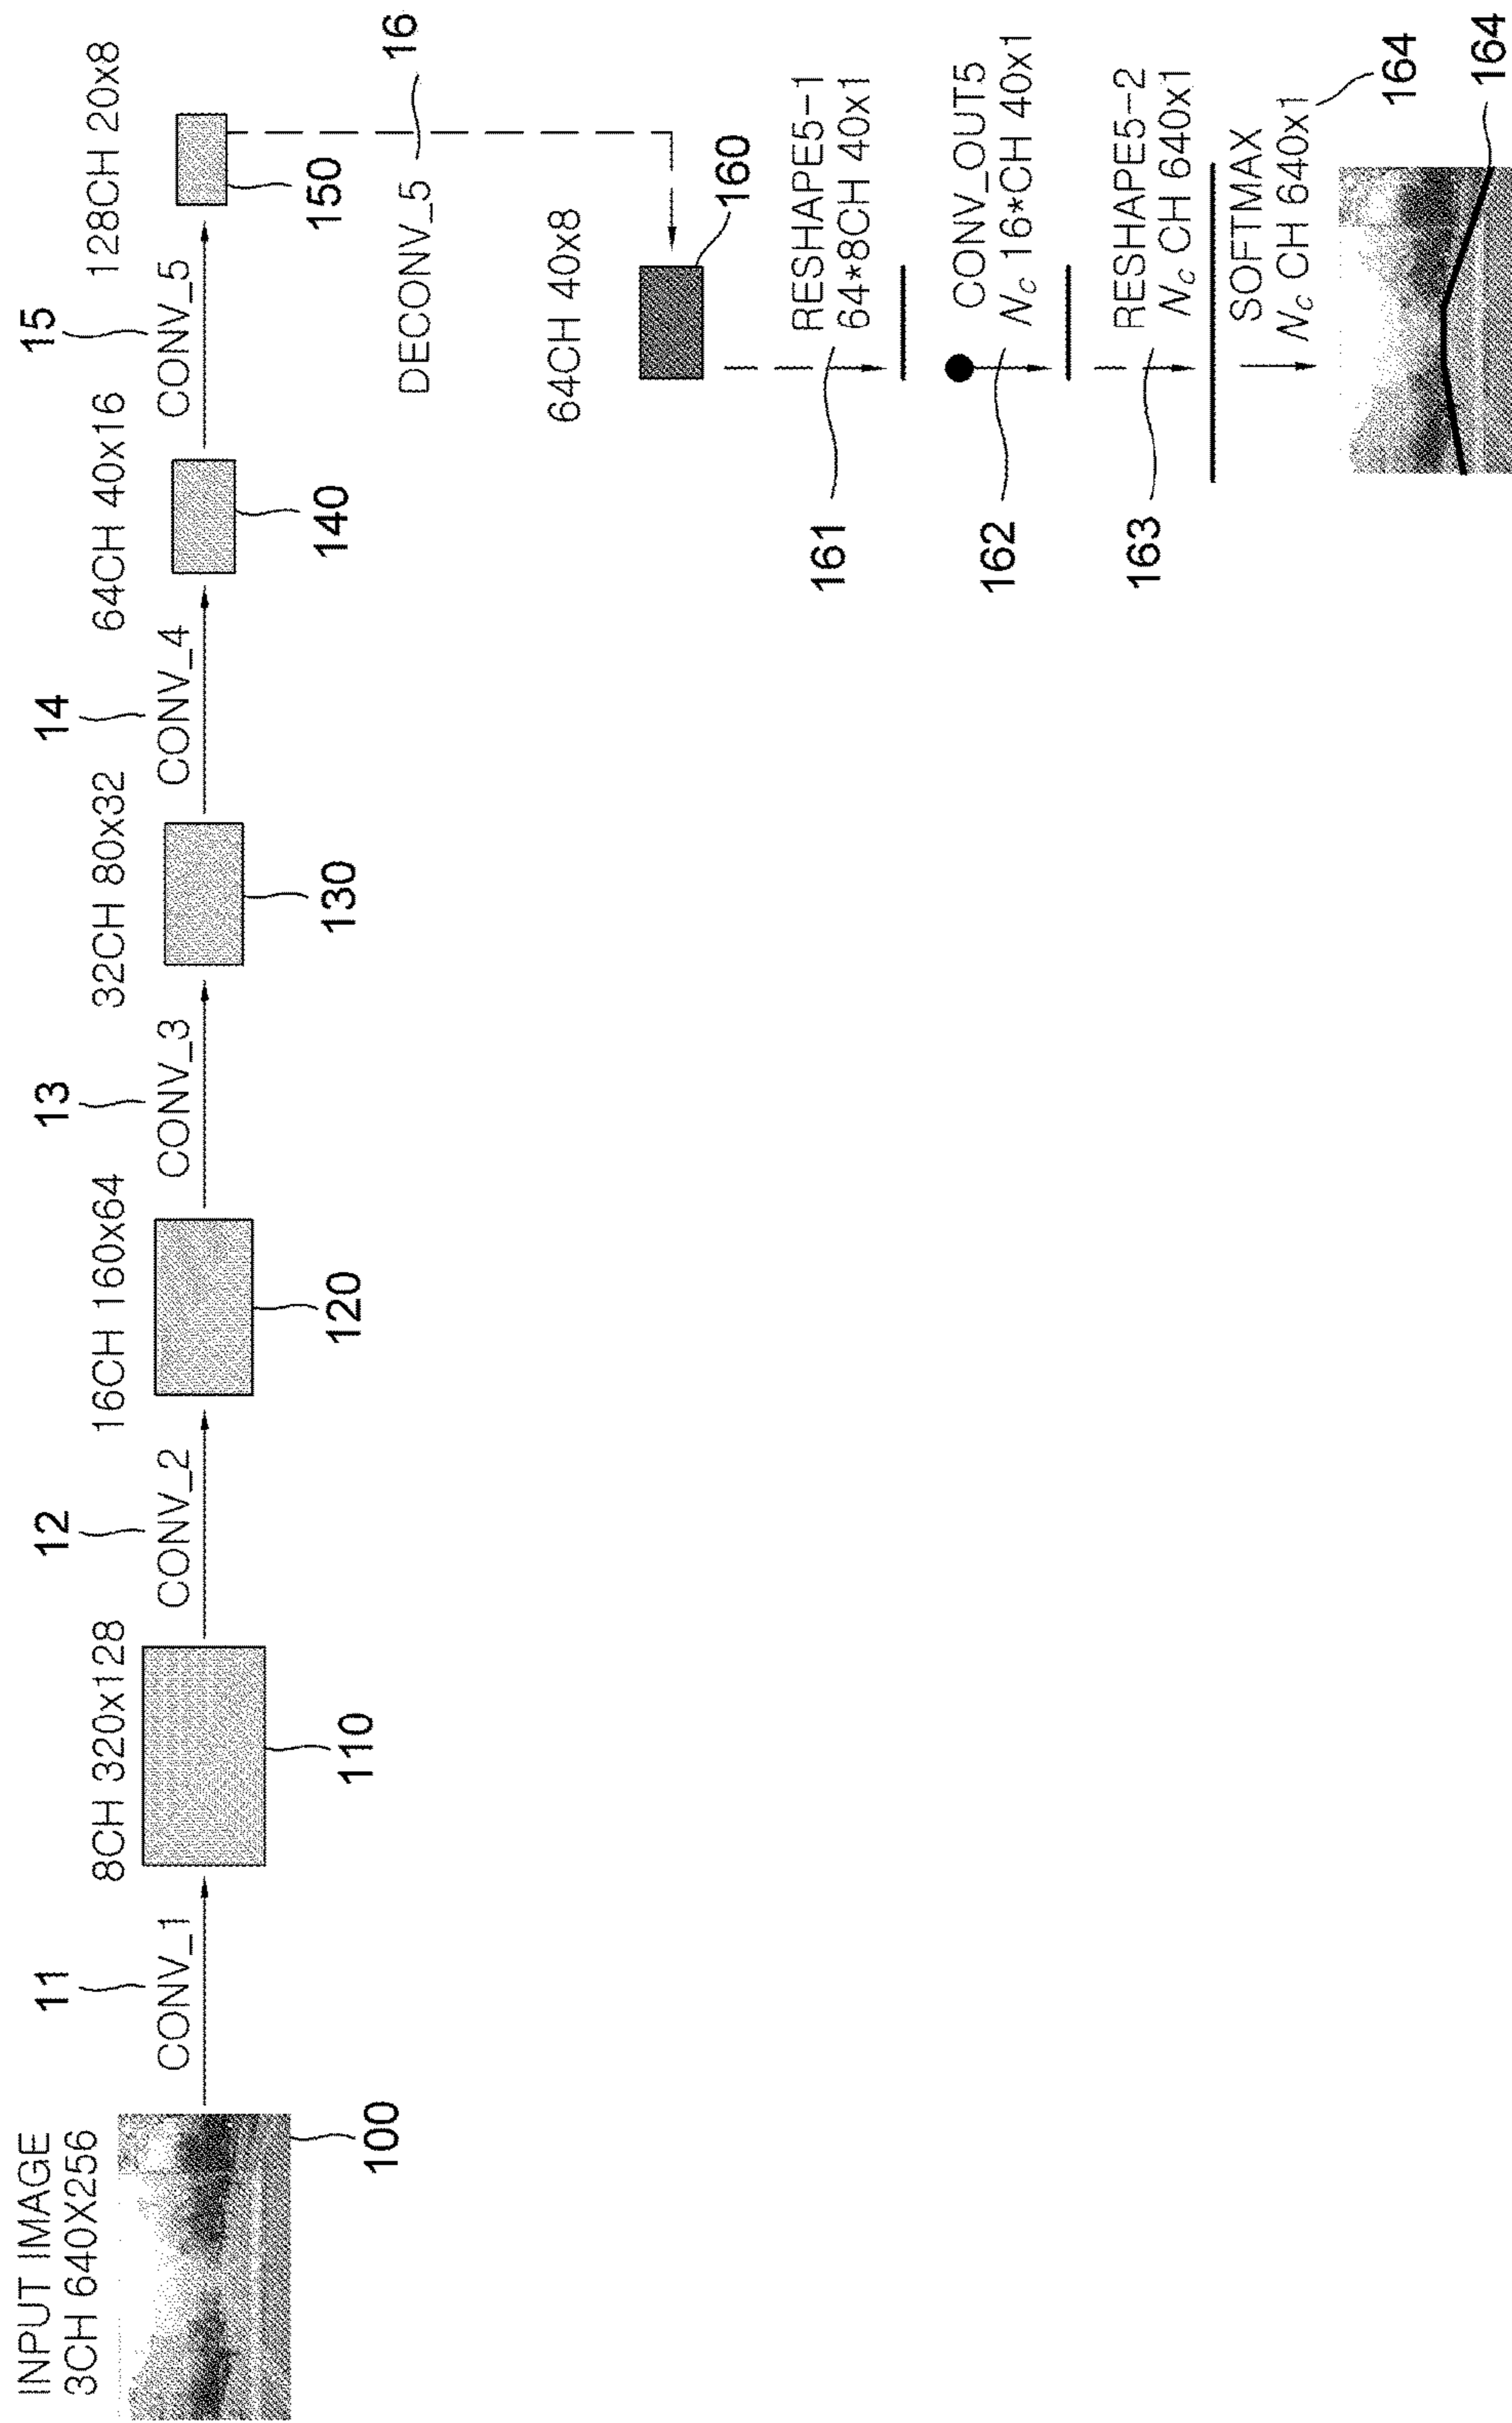 INPUT IMAGE
3CH 640X256
100
11
CONV_1
8CH 320x128
110
12
CONV_2
16CH 160x64
120
13
CONV_3
32CH 80x32
130
14
CONV_4
64CH 40x16
140
15
CONV_5
128CH 20x8
150
DECONV_5
16
64CH 40x8
160
161
RESHAPE5-1
64*8CH 40x1
162
CONV_OUT5
Nc 16*CH 40x1
163
RESHAPE5-2
Nc CH 640x1
SOFTMAX
Nc CH 640x1
164
164